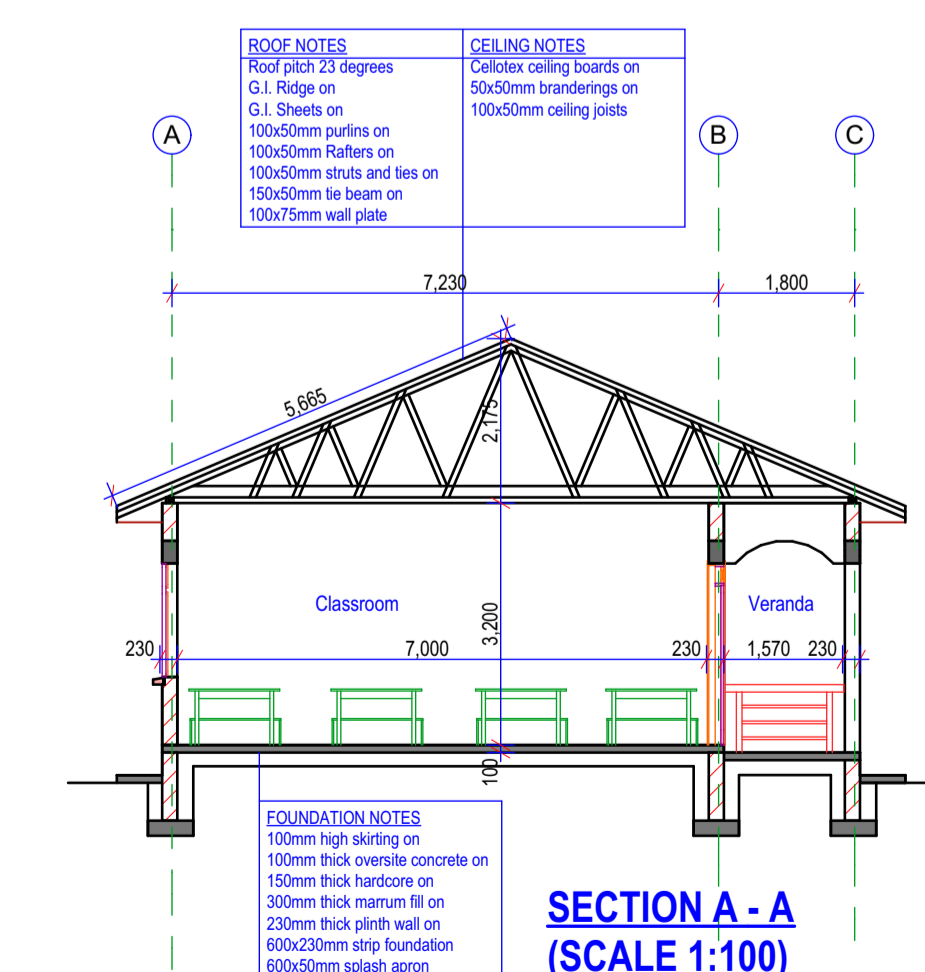 ROOF NOTES
Roof pitch 23 degrees
G.I. Ridge on
G.I. Sheets on
100x50mm purlins on
100x50mm Rafters on
100x50mm struts and ties on
150x50mm tie beam on
100x75mm wall plate
CEILING NOTES
Cellotex ceiling boards on
50x50mm branderings on
100x50mm ceiling joists
A
B
C
7,230
1,800
5,665
2,175
Classroom
Veranda
3,200
230
7,000
230
1,570
230
100
FOUNDATION NOTES
100mm high skirting on
100mm thick oversite concrete on
150mm thick hardcore on
300mm thick marrum fill on
230mm thick plinth wall on
600x230mm strip foundation
600x50mm splash apron
SECTION A - A
(SCALE 1:100)